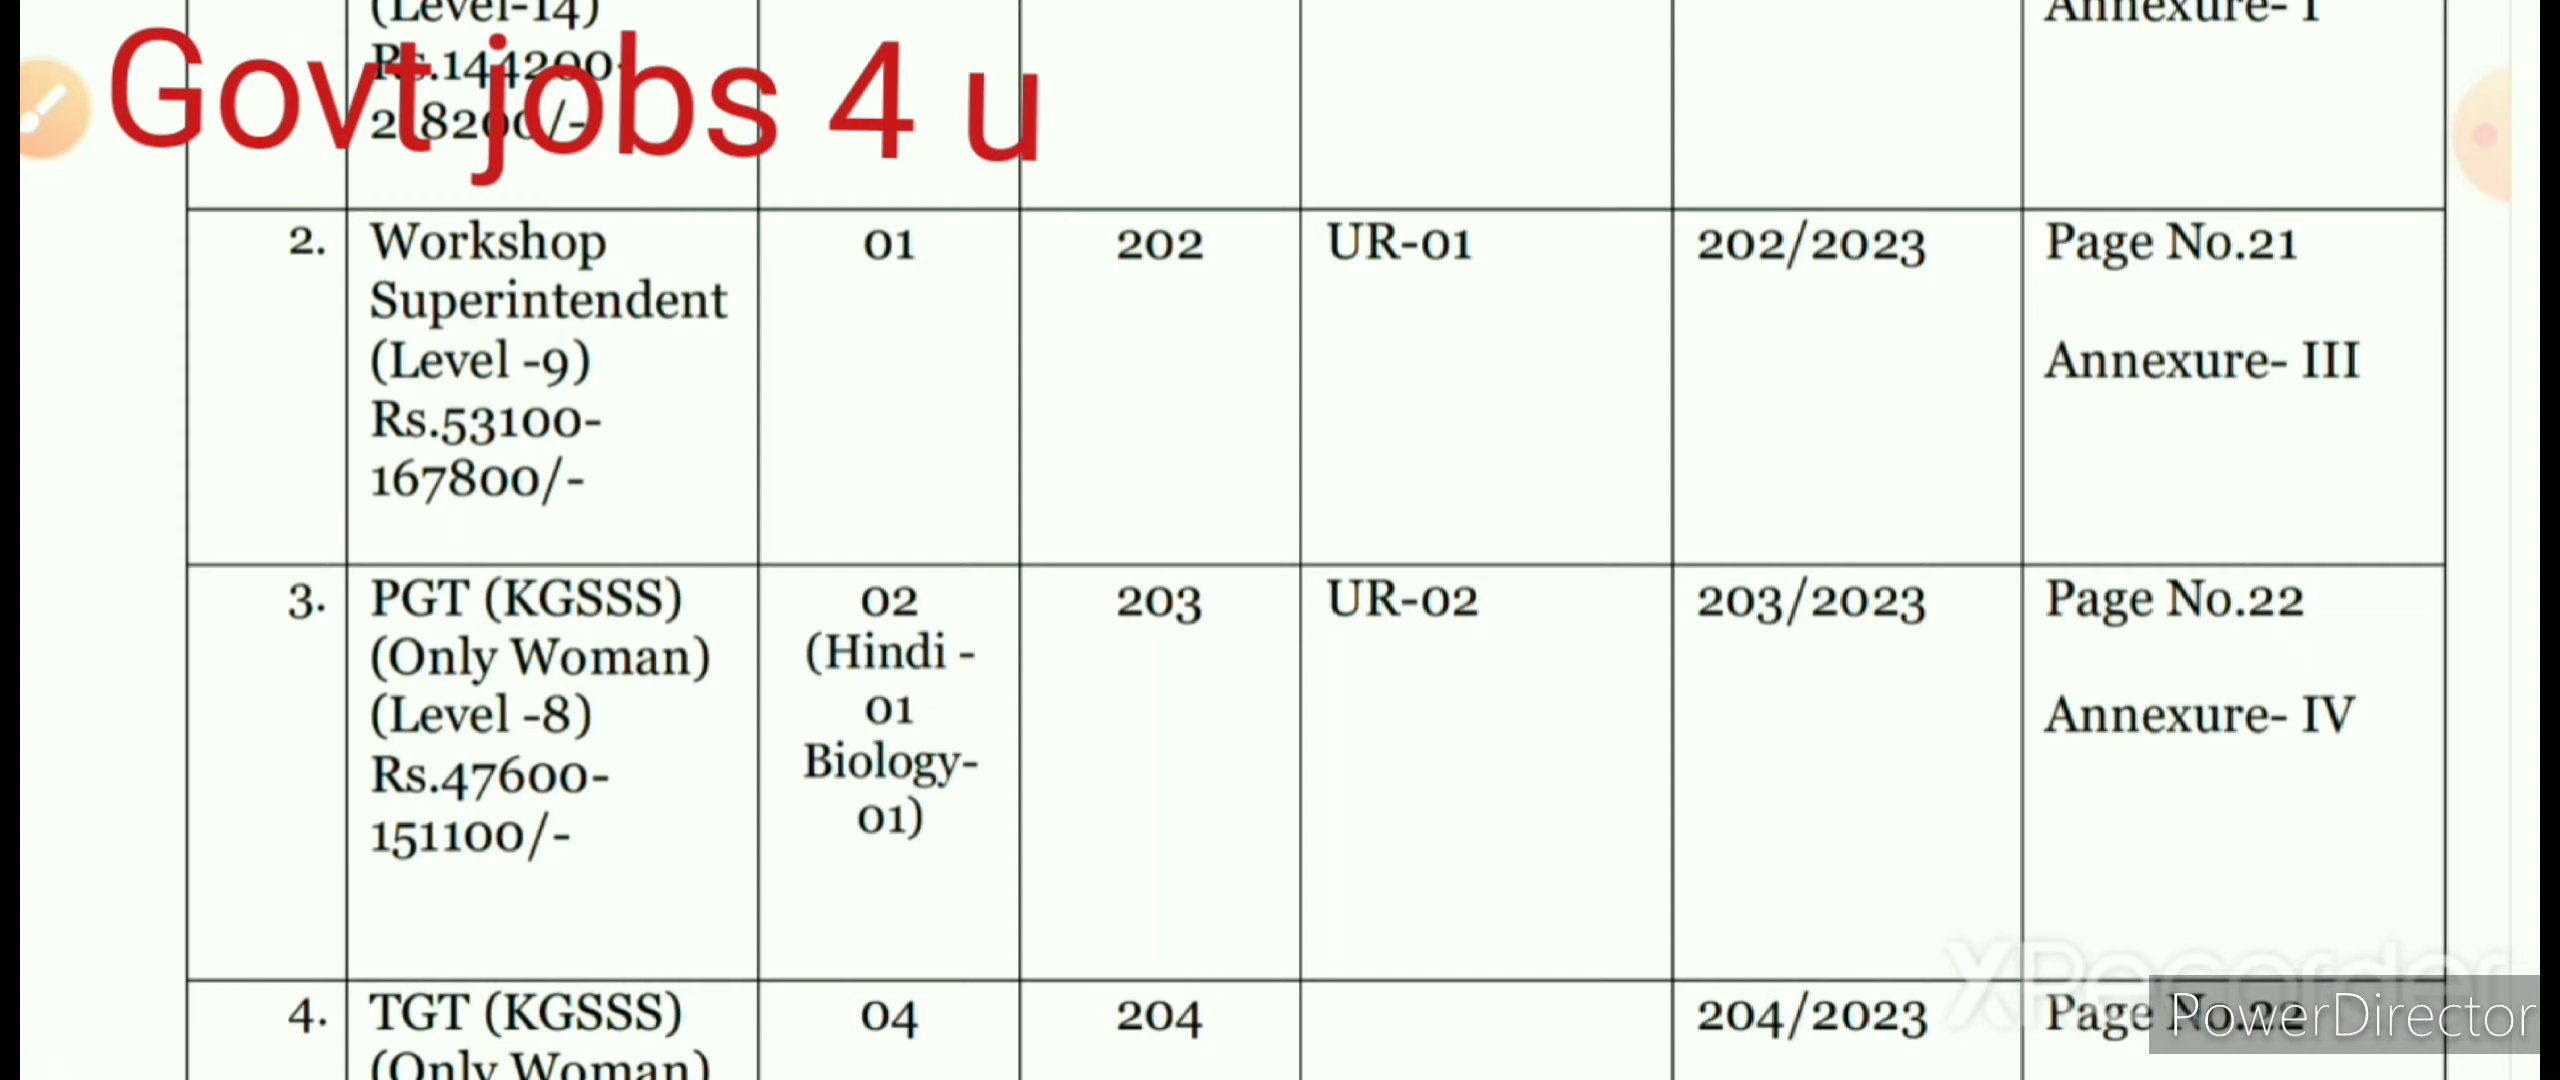 (Level-14)
Annexure- I
Rs.144200-
218200/-
Govt jobs 4 u
2. Workshop 01 202 UR-01 202/2023 Page No.21
Superintendent
(Level -9) Annexure- III
Rs.53100-
167800/-
3. PGT (KGSSS) 02 203 UR-02 203/2023 Page No.22
(Only Woman) (Hindi -
(Level -8) 01 Annexure- IV
Rs.47600- Biology-
151100/- 01)
4. TGT (KGSSS) 04 204 204/2023 Page No.22
(Only Woman)
XRecorder
PowerDirector